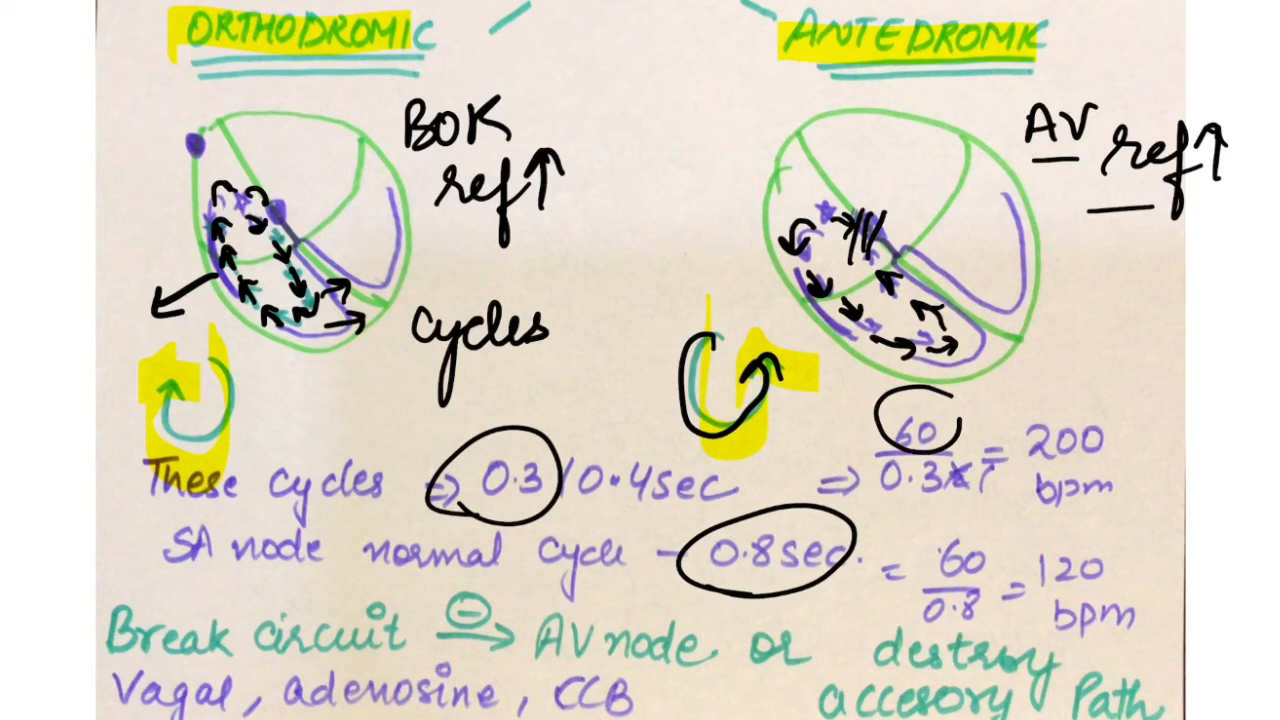 ORTHODROMIC
ANTEDROMIC
BOK
ref↑
AV
ref↑
cycles
These cycles ⇒ 0.3/0.4sec ⇒ 60/0.3 = 200 bpm
SA node normal cycle - 0.8sec. = 60/0.8 = 120 bpm
Break circuit ⊖→ AV node or destroy
Vagal, adenosine, CCB accesory Path